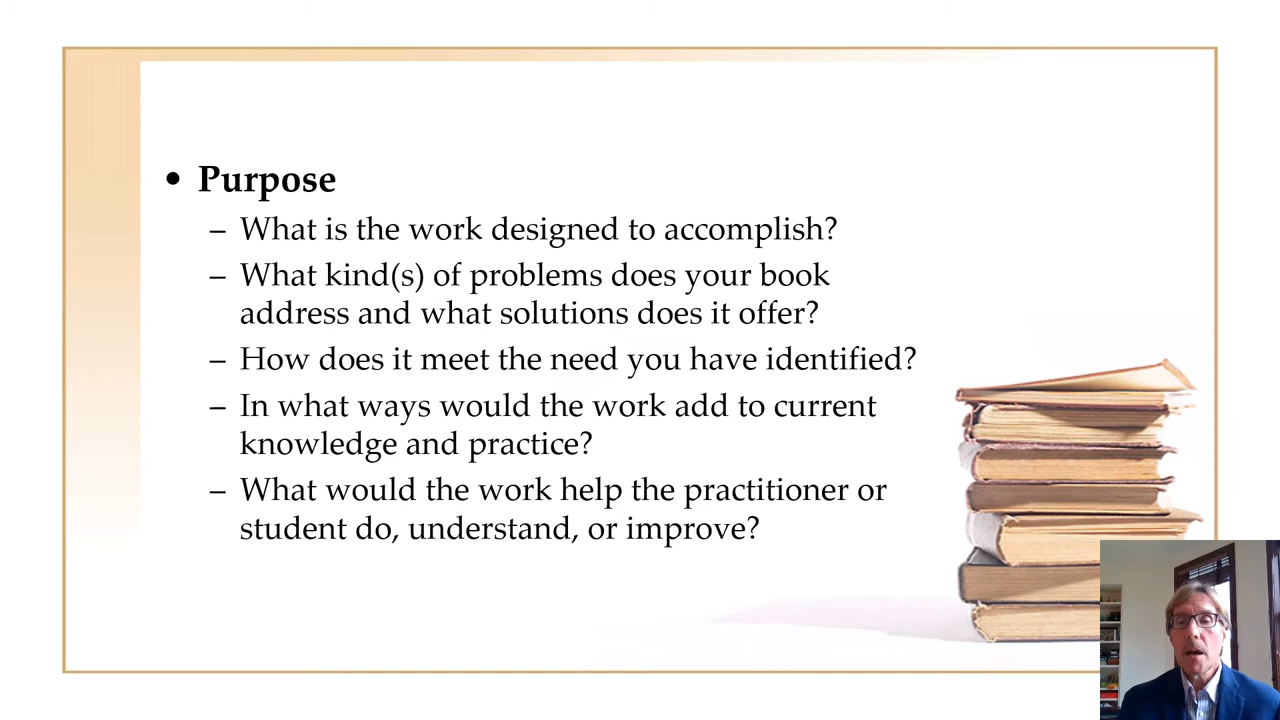 • Purpose
– What is the work designed to accomplish?
– What kind(s) of problems does your book
address and what solutions does it offer?
– How does it meet the need you have identified?
– In what ways would the work add to current
knowledge and practice?
– What would the work help the practitioner or
student do, understand, or improve?